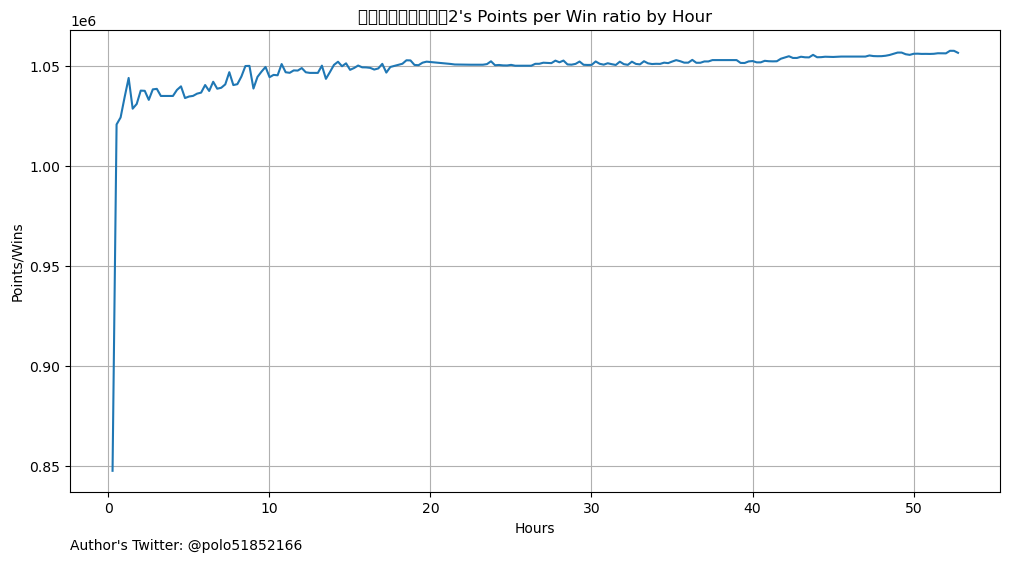 2's Points per Win ratio by Hour
1e6
1.05
1.00
0.95
0.90
0.85
Points/Wins
0 10 20 30 40 50
Hours
Author's Twitter: @polo51852166